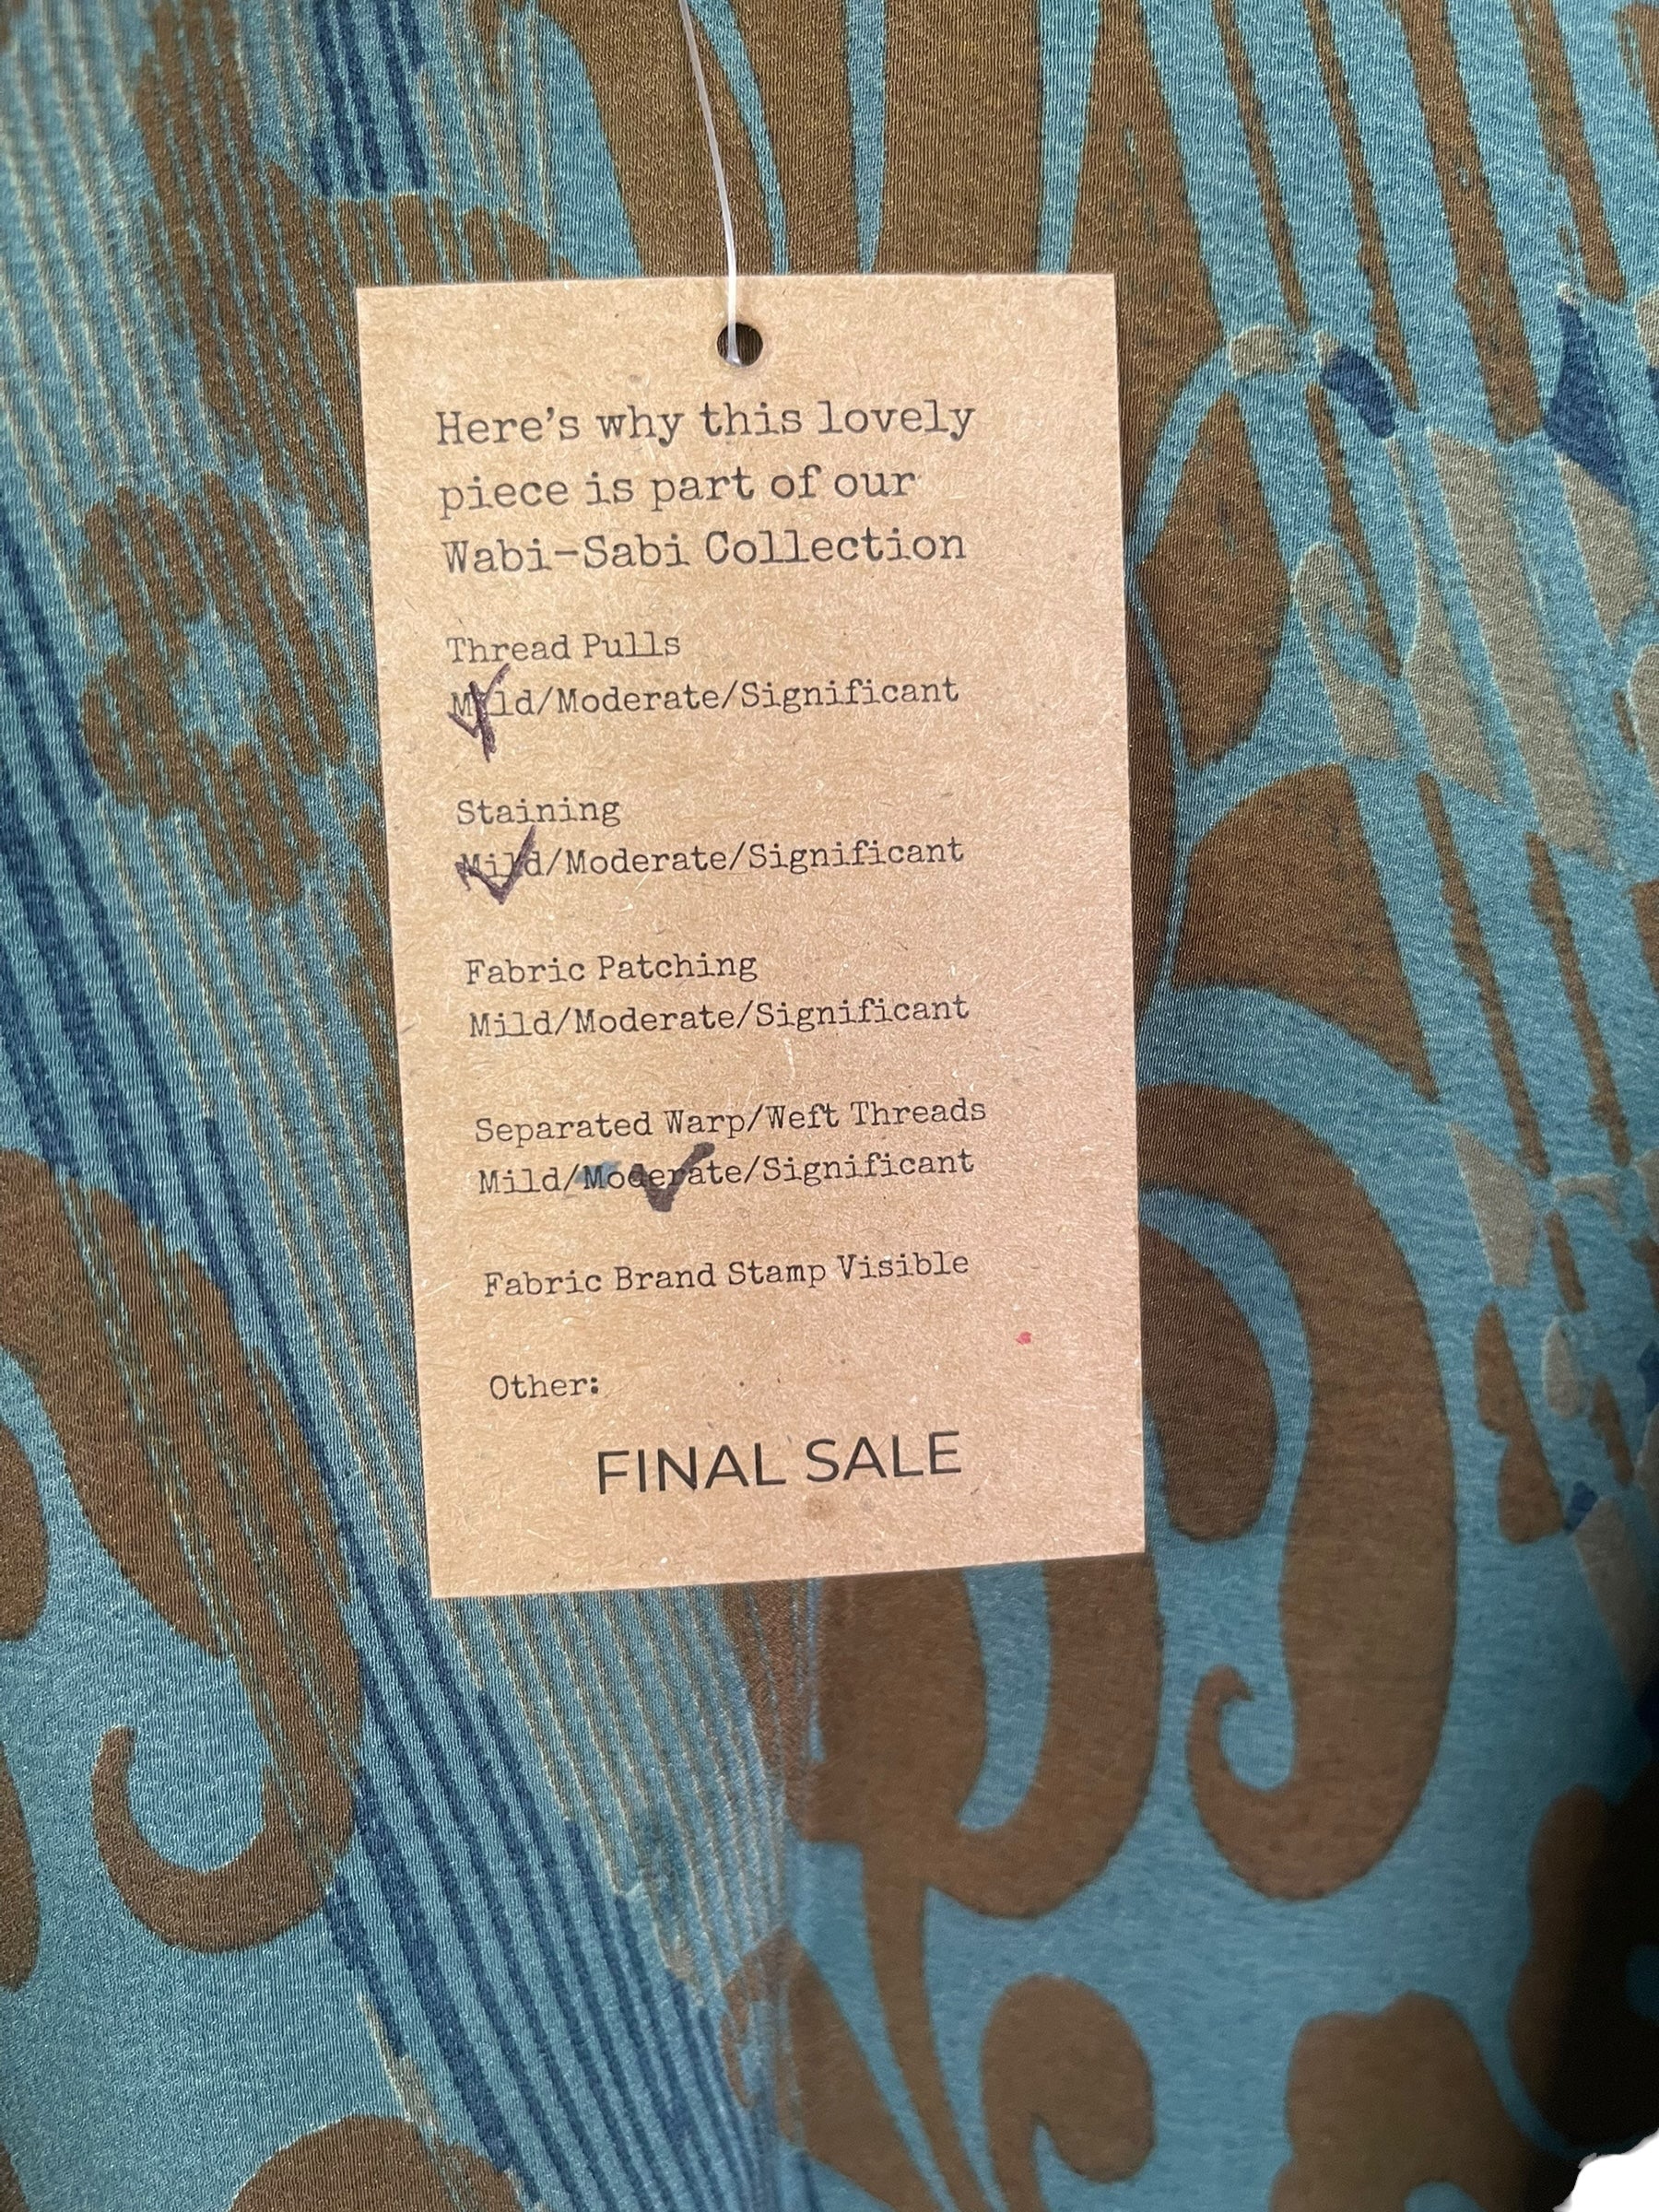 Here’s why this lovely
piece is part of our
Wabi-Sabi Collection
Thread Pulls
Mild/Moderate/Significant
Staining
Mild/Moderate/Significant
Fabric Patching
Mild/Moderate/Significant
Separated Warp/Weft Threads
Mild/Moderate/Significant
Fabric Brand Stamp Visible
Other:
FINAL SALE